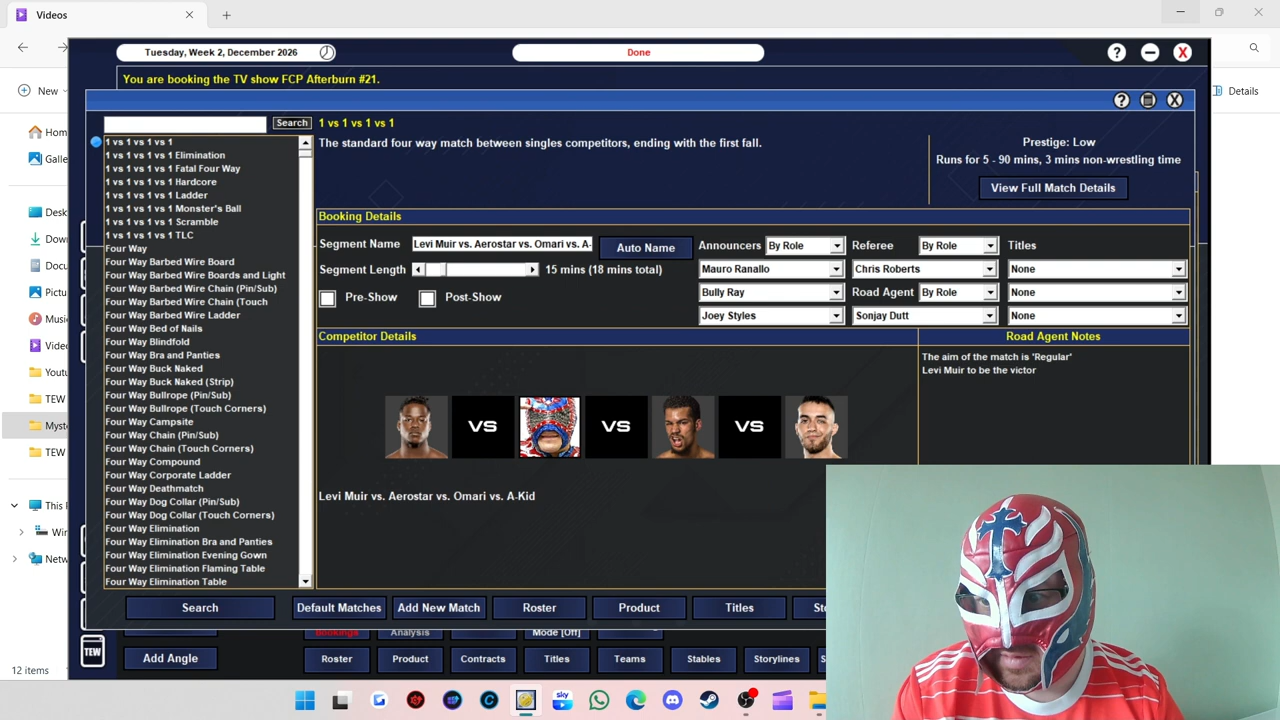 Videos
Tuesday, Week 2, December 2026
Done
You are booking the TV show FCP Afterburn #21.
New
Details
Search
1 vs 1 vs 1 vs 1
The standard four way match between singles competitors, ending with the first fall.
Prestige: Low
Runs for 5 - 90 mins, 3 mins non-wrestling time
View Full Match Details
1 vs 1 vs 1 vs 1
1 vs 1 vs 1 vs 1 Elimination
1 vs 1 vs 1 vs 1 Fatal Four Way
1 vs 1 vs 1 vs 1 Hardcore
1 vs 1 vs 1 vs 1 Ladder
1 vs 1 vs 1 vs 1 Monster's Ball
1 vs 1 vs 1 vs 1 Scramble
1 vs 1 vs 1 vs 1 TLC
Four Way
Four Way Barbed Wire Board
Four Way Barbed Wire Boards and Light
Four Way Barbed Wire Chain (Pin/Sub)
Four Way Barbed Wire Chain (Touch
Four Way Barbed Wire Ladder
Four Way Bed of Nails
Four Way Blindfold
Four Way Bra and Panties
Four Way Buck Naked
Four Way Buck Naked (Strip)
Four Way Bullrope (Pin/Sub)
Four Way Bullrope (Touch Corners)
Four Way Campsite
Four Way Chain (Pin/Sub)
Four Way Chain (Touch Corners)
Four Way Compound
Four Way Corporate Ladder
Four Way Deathmatch
Four Way Dog Collar (Pin/Sub)
Four Way Dog Collar (Touch Corners)
Four Way Elimination
Four Way Elimination Bra and Panties
Four Way Elimination Evening Gown
Four Way Elimination Flaming Table
Four Way Elimination Table
Booking Details
Segment Name Levi Muir vs. Aerostar vs. Omari vs. A- Auto Name
Segment Length 15 mins (18 mins total)
Pre-Show Post-Show
Announcers By Role Referee By Role Titles
Mauro Ranallo Chris Roberts None
Bully Ray Road Agent By Role None
Joey Styles Sonjay Dutt None
Competitor Details
Road Agent Notes
The aim of the match is 'Regular'
Levi Muir to be the victor
VS VS VS
Levi Muir vs. Aerostar vs. Omari vs. A-Kid
Search Default Matches Add New Match Roster Product Titles
Bookings Analysis Mode [Off]
TEW Add Angle Roster Product Contracts Titles Teams Stables Storylines
12 items
sky